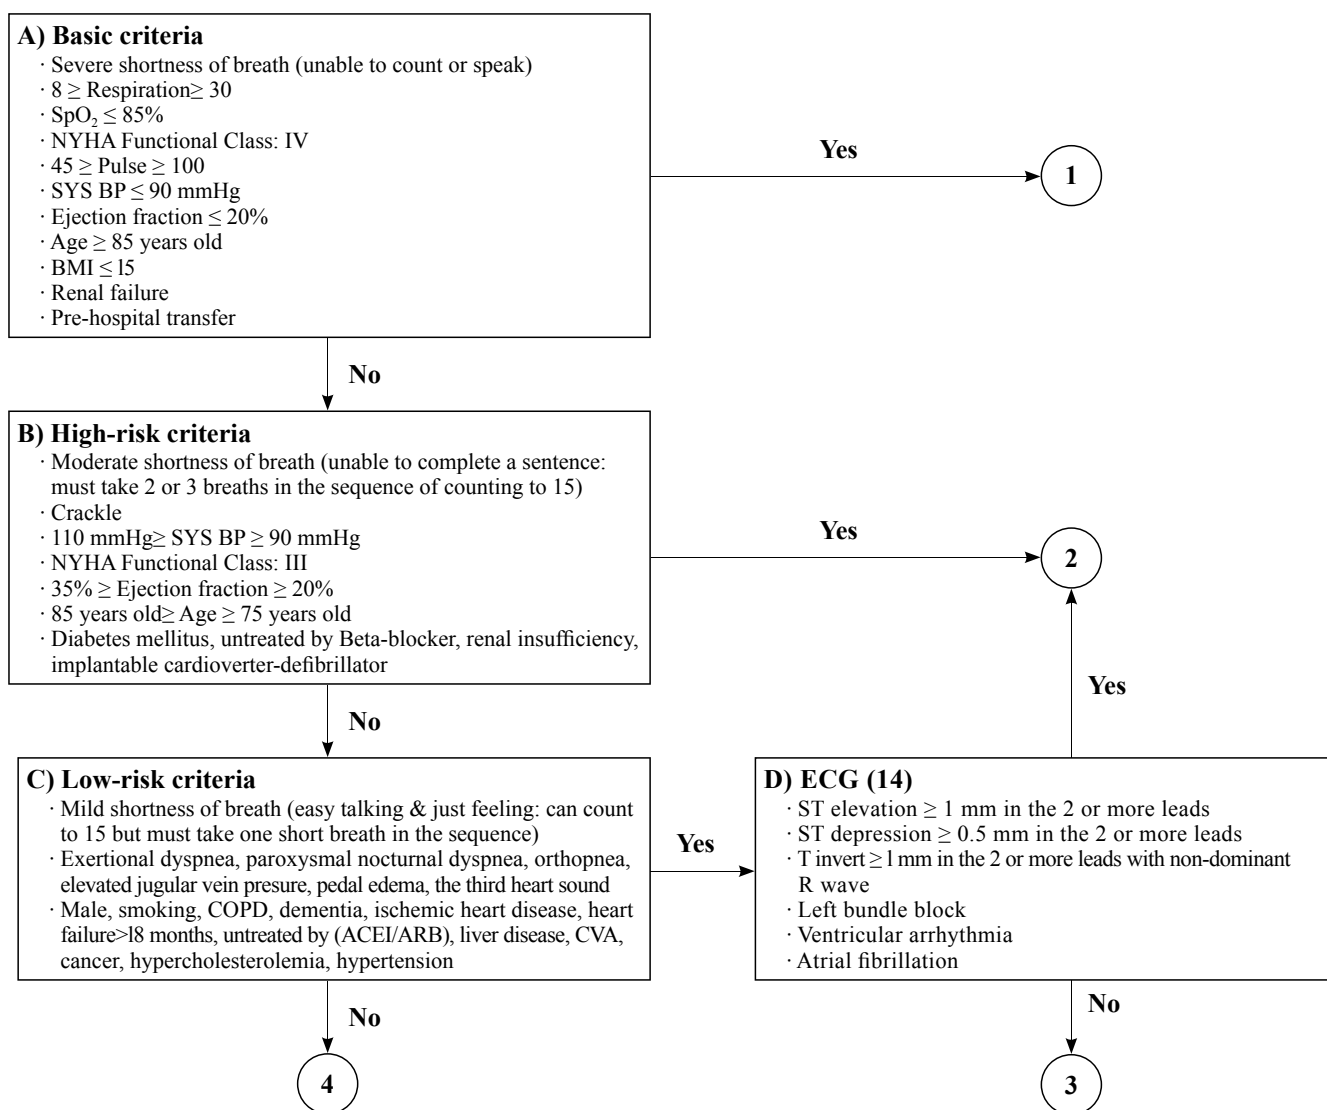 A) Basic criteria
· Severe shortness of breath (unable to count or speak)
· 8 ≥ Respiration≥ 30
· SpO₂ ≤ 85%
· NYHA Functional Class: IV
· 45 ≥ Pulse ≥ 100
· SYS BP ≤ 90 mmHg
· Ejection fraction ≤ 20%
· Age ≥ 85 years old
· BMI ≤ l5
· Renal failure
· Pre-hospital transfer
Yes
1
No
B) High-risk criteria
· Moderate shortness of breath (unable to complete a sentence:
must take 2 or 3 breaths in the sequence of counting to 15)
· Crackle
· 110 mmHg≥ SYS BP ≥ 90 mmHg
· NYHA Functional Class: III
· 35% ≥ Ejection fraction ≥ 20%
· 85 years old≥ Age ≥ 75 years old
· Diabetes mellitus, untreated by Beta-blocker, renal insufficiency,
implantable cardioverter-defibrillator
Yes
2
No
Yes
C) Low-risk criteria
· Mild shortness of breath (easy talking & just feeling: can count
to 15 but must take one short breath in the sequence)
· Exertional dyspnea, paroxysmal nocturnal dyspnea, orthopnea,
elevated jugular vein presure, pedal edema, the third heart sound
· Male, smoking, COPD, dementia, ischemic heart disease, heart
failure>l8 months, untreated by (ACEI/ARB), liver disease, CVA,
cancer, hypercholesterolemia, hypertension
Yes
D) ECG (14)
· ST elevation ≥ 1 mm in the 2 or more leads
· ST depression ≥ 0.5 mm in the 2 or more leads
· T invert ≥ l mm in the 2 or more leads with non-dominant
R wave
· Left bundle block
· Ventricular arrhythmia
· Atrial fibrillation
No
4
No
3